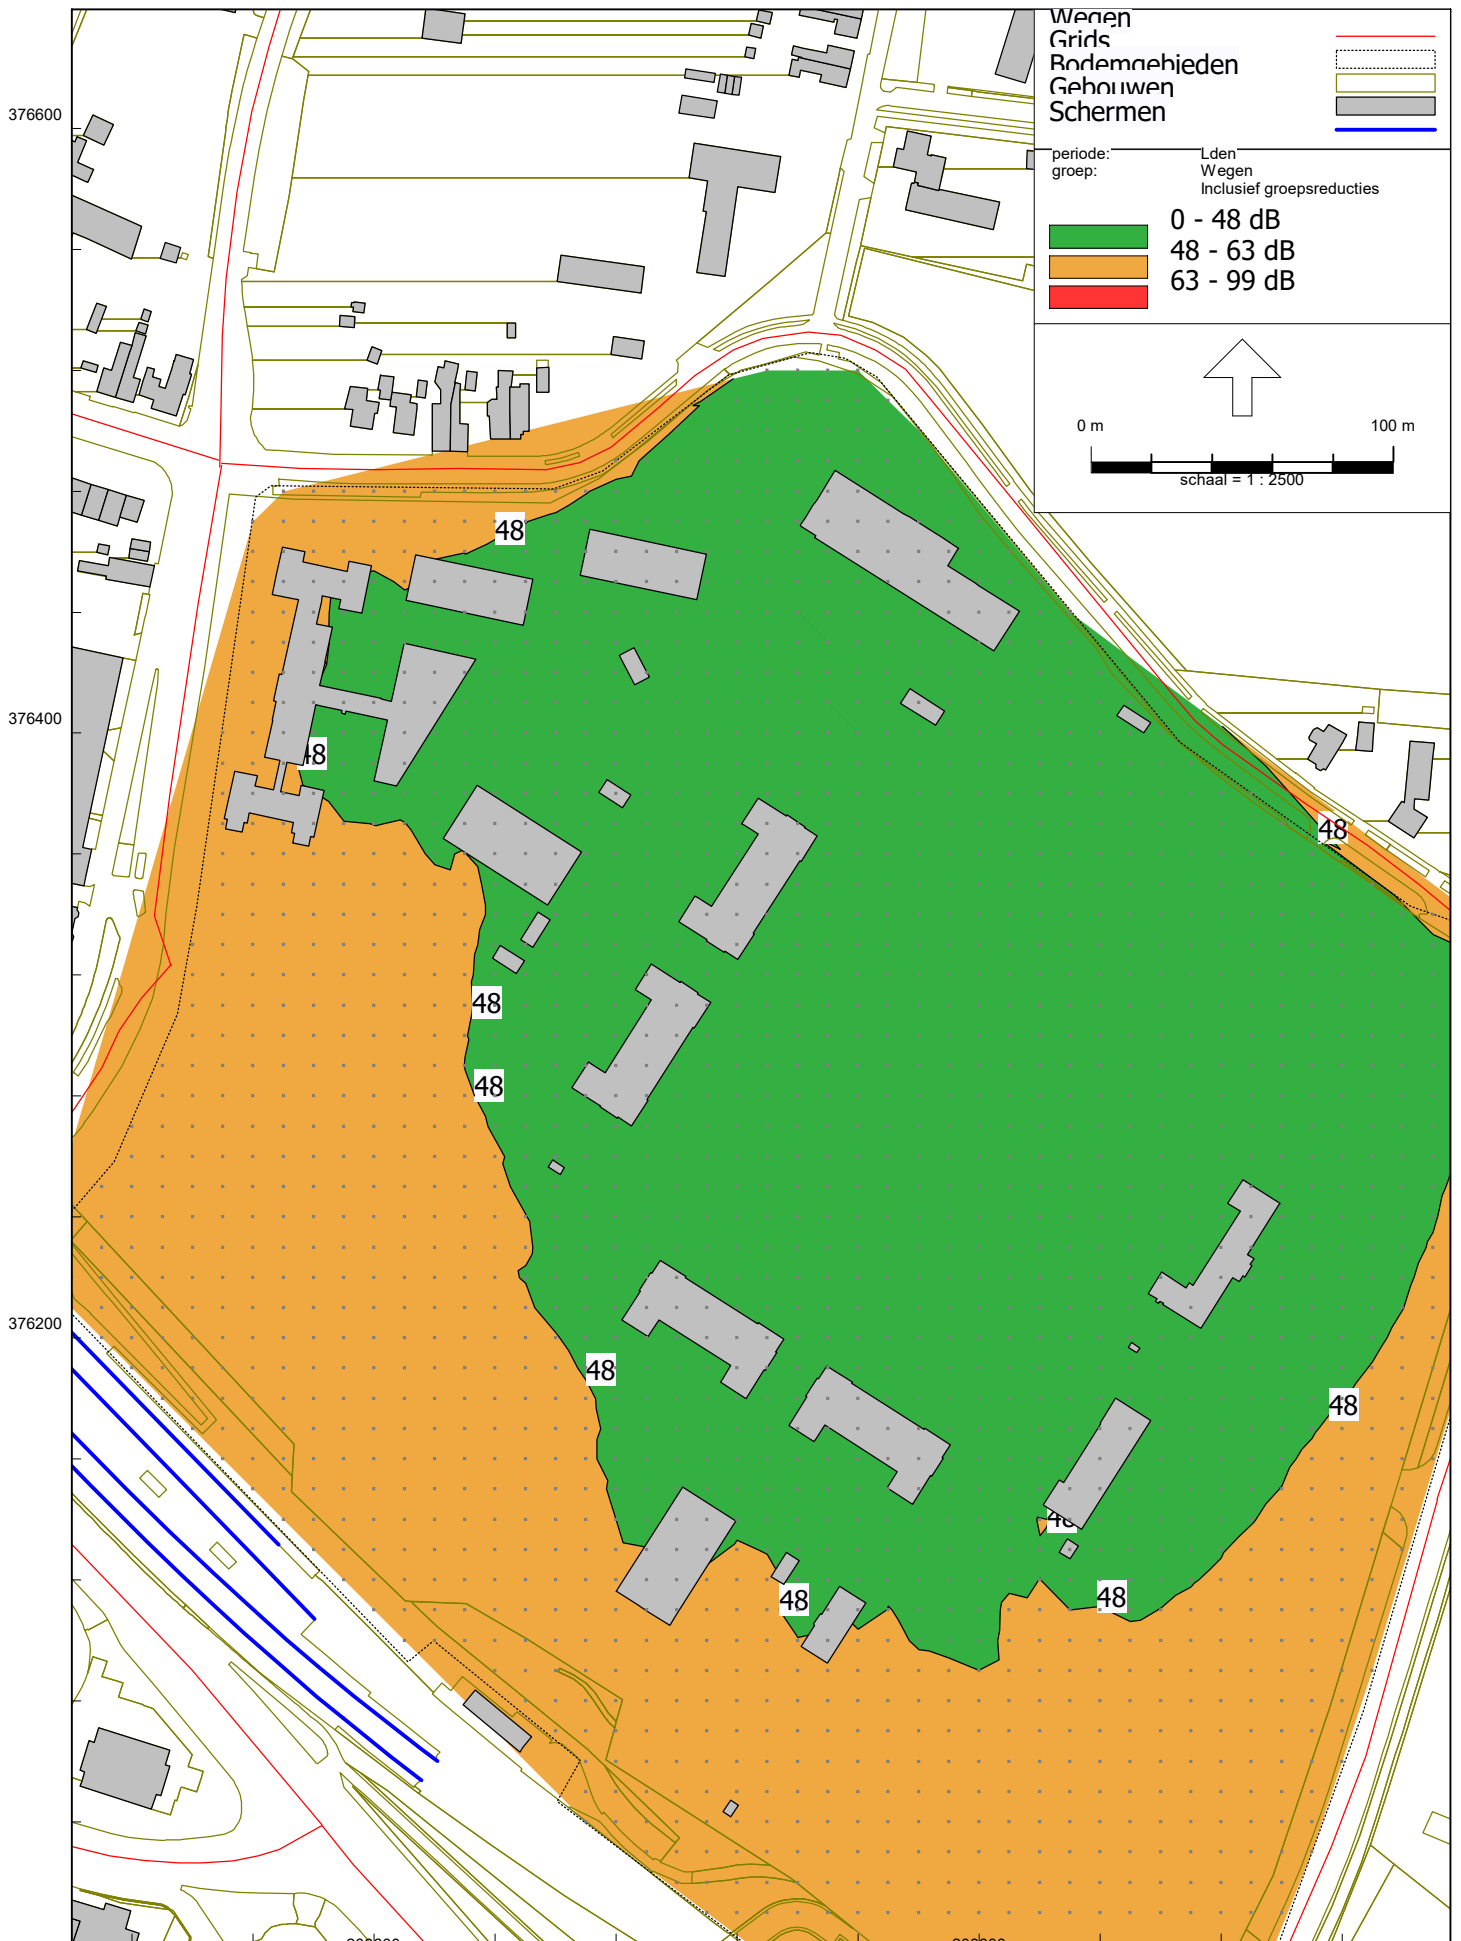 Wegen
Grids
Bodemgebieden
Gebouwen
Schermen
periode: Lden
groep: Wegen
Inclusief groepsreducties
0 - 48 dB
48 - 63 dB
63 - 99 dB
0 m 100 m
schaal = 1 : 2500
376600
376400
376200
48
48
48
48
48
48
48
48
48
48